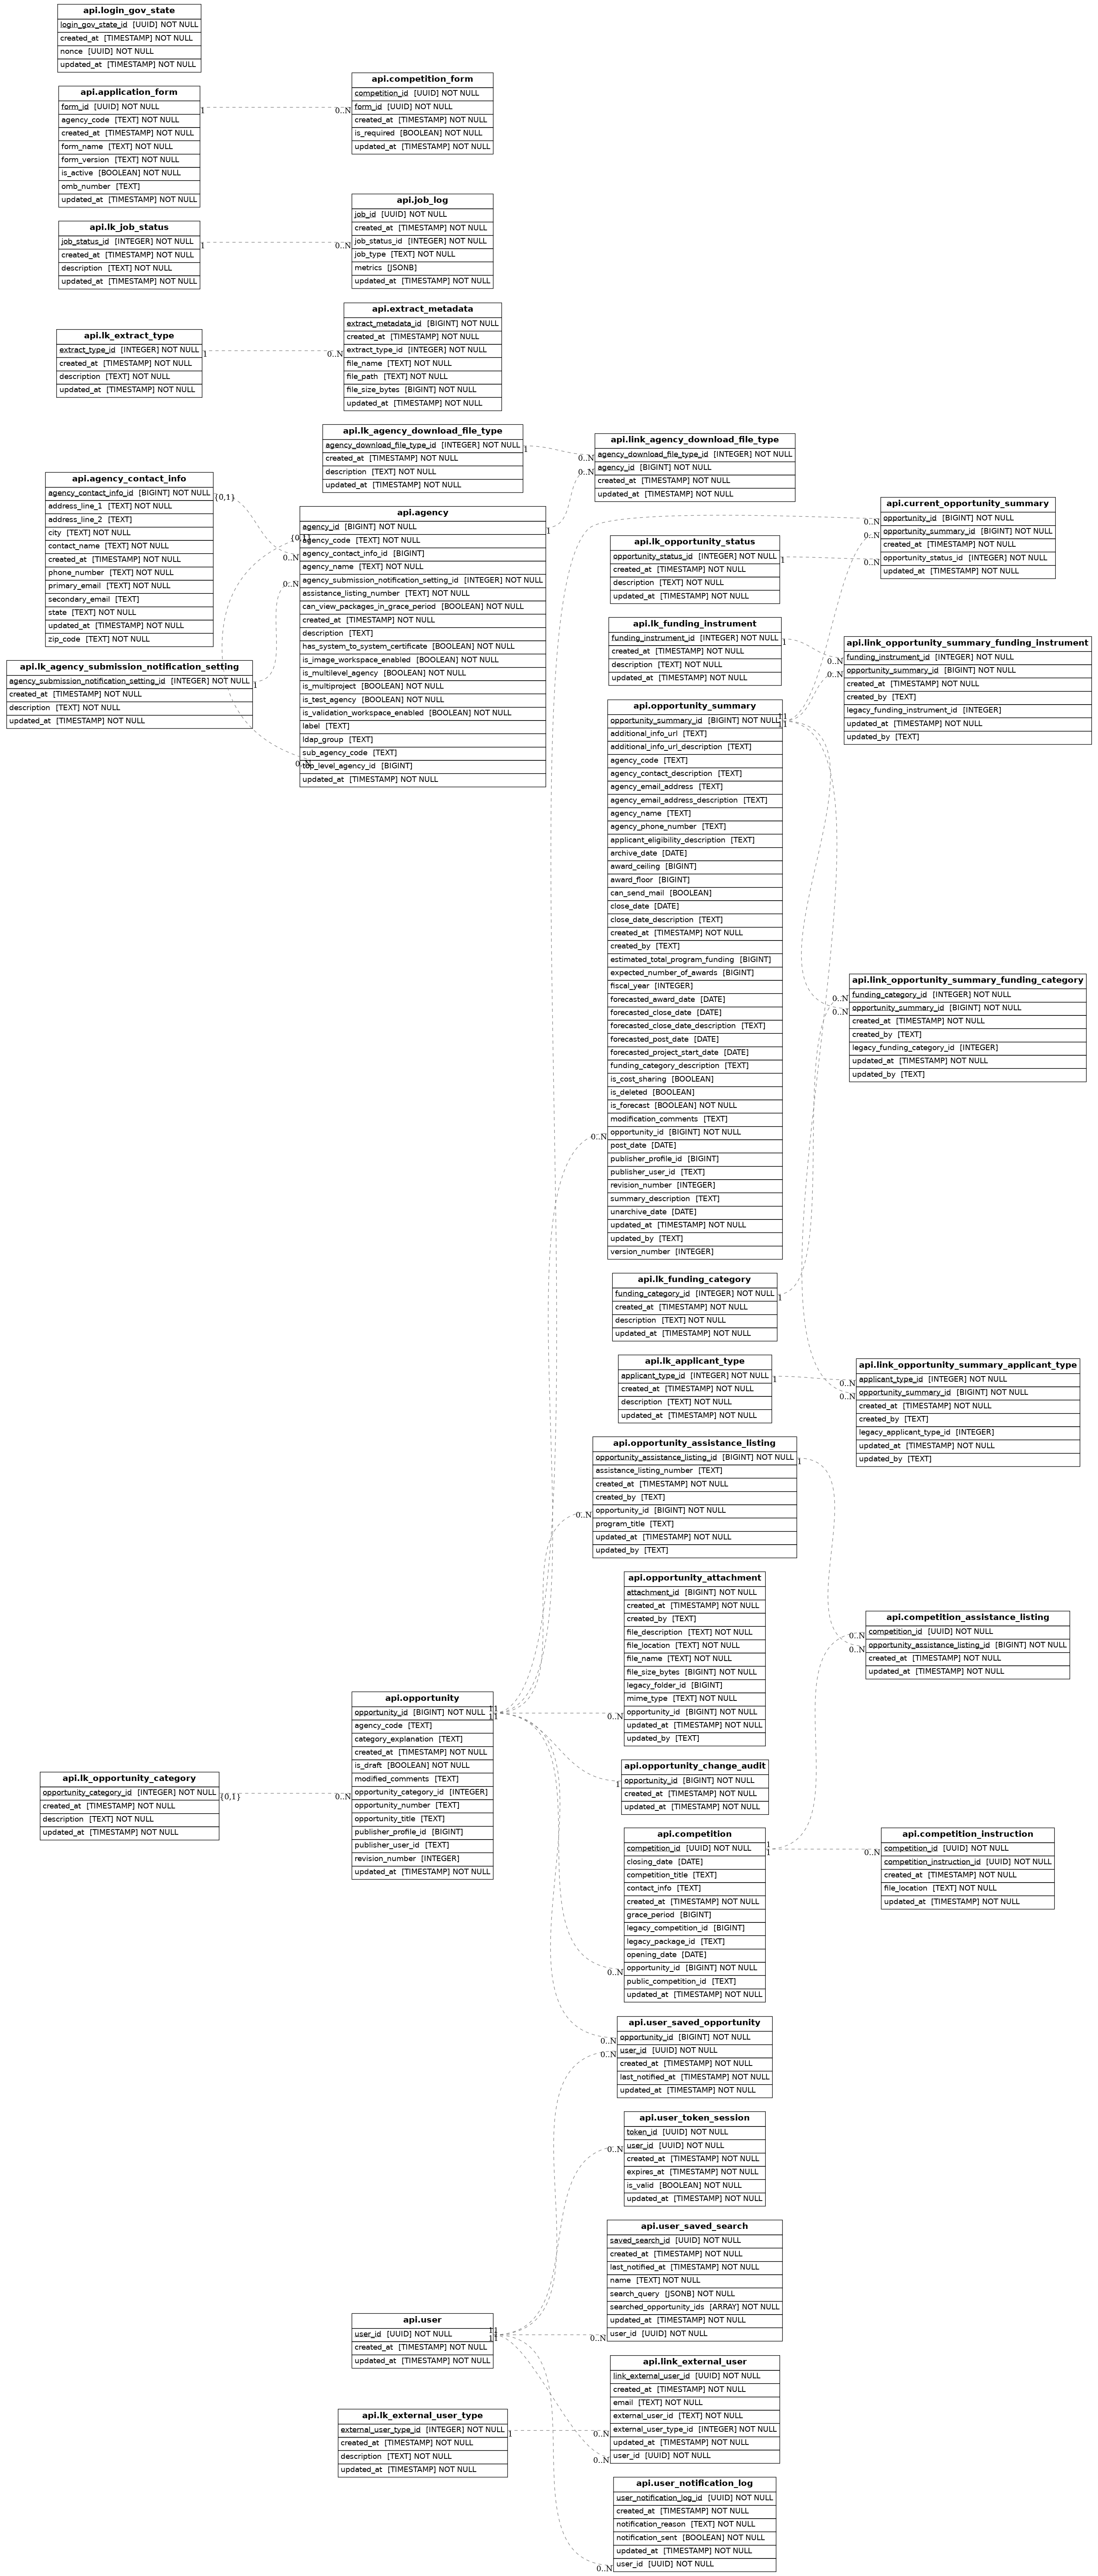 api.login_gov_state
login_gov_state_id [UUID] NOT NULL
created_at [TIMESTAMP] NOT NULL
nonce [UUID] NOT NULL
updated_at [TIMESTAMP] NOT NULL
api.application_form
form_id [UUID] NOT NULL
agency_code [TEXT] NOT NULL
created_at [TIMESTAMP] NOT NULL
form_name [TEXT] NOT NULL
form_version [TEXT] NOT NULL
is_active [BOOLEAN] NOT NULL
omb_number [TEXT]
updated_at [TIMESTAMP] NOT NULL
1
0..N
api.competition_form
competition_id [UUID] NOT NULL
form_id [UUID] NOT NULL
created_at [TIMESTAMP] NOT NULL
is_required [BOOLEAN] NOT NULL
updated_at [TIMESTAMP] NOT NULL
api.lk_job_status
job_status_id [INTEGER] NOT NULL
created_at [TIMESTAMP] NOT NULL
description [TEXT] NOT NULL
updated_at [TIMESTAMP] NOT NULL
1
0..N
api.job_log
job_id [UUID] NOT NULL
created_at [TIMESTAMP] NOT NULL
job_status_id [INTEGER] NOT NULL
job_type [TEXT] NOT NULL
metrics [JSONB]
updated_at [TIMESTAMP] NOT NULL
api.lk_extract_type
extract_type_id [INTEGER] NOT NULL
created_at [TIMESTAMP] NOT NULL
description [TEXT] NOT NULL
updated_at [TIMESTAMP] NOT NULL
1
0..N
api.extract_metadata
extract_metadata_id [BIGINT] NOT NULL
created_at [TIMESTAMP] NOT NULL
extract_type_id [INTEGER] NOT NULL
file_name [TEXT] NOT NULL
file_path [TEXT] NOT NULL
file_size_bytes [BIGINT] NOT NULL
updated_at [TIMESTAMP] NOT NULL
api.lk_agency_download_file_type
agency_download_file_type_id [INTEGER] NOT NULL
created_at [TIMESTAMP] NOT NULL
description [TEXT] NOT NULL
updated_at [TIMESTAMP] NOT NULL
1
0..N
0..N
api.link_agency_download_file_type
agency_download_file_type_id [INTEGER] NOT NULL
agency_id [BIGINT] NOT NULL
created_at [TIMESTAMP] NOT NULL
updated_at [TIMESTAMP] NOT NULL
api.agency_contact_info
agency_contact_info_id [BIGINT] NOT NULL
address_line_1 [TEXT] NOT NULL
address_line_2 [TEXT]
city [TEXT] NOT NULL
contact_name [TEXT] NOT NULL
created_at [TIMESTAMP] NOT NULL
phone_number [TEXT] NOT NULL
primary_email [TEXT] NOT NULL
secondary_email [TEXT]
state [TEXT] NOT NULL
updated_at [TIMESTAMP] NOT NULL
zip_code [TEXT] NOT NULL
{0,1}
api.lk_agency_submission_notification_setting
agency_submission_notification_setting_id [INTEGER] NOT NULL
created_at [TIMESTAMP] NOT NULL
description [TEXT] NOT NULL
updated_at [TIMESTAMP] NOT NULL
1
{0,1}
0..N
0..N
0..N
api.agency
agency_id [BIGINT] NOT NULL
agency_code [TEXT] NOT NULL
agency_contact_info_id [BIGINT]
agency_name [TEXT] NOT NULL
agency_submission_notification_setting_id [INTEGER] NOT NULL
assistance_listing_number [TEXT] NOT NULL
can_view_packages_in_grace_period [BOOLEAN] NOT NULL
created_at [TIMESTAMP] NOT NULL
description [TEXT]
has_system_to_system_certificate [BOOLEAN] NOT NULL
is_image_workspace_enabled [BOOLEAN] NOT NULL
is_multilevel_agency [BOOLEAN] NOT NULL
is_multiproject [BOOLEAN] NOT NULL
is_test_agency [BOOLEAN] NOT NULL
is_validation_workspace_enabled [BOOLEAN] NOT NULL
label [TEXT]
ldap_group [TEXT]
sub_agency_code [TEXT]
top_level_agency_id [BIGINT]
updated_at [TIMESTAMP] NOT NULL
1
api.current_opportunity_summary
opportunity_id [BIGINT] NOT NULL
opportunity_summary_id [BIGINT] NOT NULL
created_at [TIMESTAMP] NOT NULL
opportunity_status_id [INTEGER] NOT NULL
updated_at [TIMESTAMP] NOT NULL
0..N
0..N
0..N
api.lk_opportunity_status
opportunity_status_id [INTEGER] NOT NULL
created_at [TIMESTAMP] NOT NULL
description [TEXT] NOT NULL
updated_at [TIMESTAMP] NOT NULL
1
api.lk_funding_instrument
funding_instrument_id [INTEGER] NOT NULL
created_at [TIMESTAMP] NOT NULL
description [TEXT] NOT NULL
updated_at [TIMESTAMP] NOT NULL
1
0..N
0..N
api.link_opportunity_summary_funding_instrument
funding_instrument_id [INTEGER] NOT NULL
opportunity_summary_id [BIGINT] NOT NULL
created_at [TIMESTAMP] NOT NULL
created_by [TEXT]
legacy_funding_instrument_id [INTEGER]
updated_at [TIMESTAMP] NOT NULL
updated_by [TEXT]
api.opportunity_summary
opportunity_summary_id [BIGINT] NOT NULL
additional_info_url [TEXT]
additional_info_url_description [TEXT]
agency_code [TEXT]
agency_contact_description [TEXT]
agency_email_address [TEXT]
agency_email_address_description [TEXT]
agency_name [TEXT]
agency_phone_number [TEXT]
applicant_eligibility_description [TEXT]
archive_date [DATE]
award_ceiling [BIGINT]
award_floor [BIGINT]
can_send_mail [BOOLEAN]
close_date [DATE]
close_date_description [TEXT]
created_at [TIMESTAMP] NOT NULL
created_by [TEXT]
estimated_total_program_funding [BIGINT]
expected_number_of_awards [BIGINT]
fiscal_year [INTEGER]
forecasted_award_date [DATE]
forecasted_close_date [DATE]
forecasted_close_date_description [TEXT]
forecasted_post_date [DATE]
forecasted_project_start_date [DATE]
funding_category_description [TEXT]
is_cost_sharing [BOOLEAN]
is_deleted [BOOLEAN]
is_forecast [BOOLEAN] NOT NULL
modification_comments [TEXT]
opportunity_id [BIGINT] NOT NULL
post_date [DATE]
publisher_profile_id [BIGINT]
publisher_user_id [TEXT]
revision_number [INTEGER]
summary_description [TEXT]
unarchive_date [DATE]
updated_at [TIMESTAMP] NOT NULL
updated_by [TEXT]
version_number [INTEGER]
11
11
0..N
api.link_opportunity_summary_funding_category
funding_category_id [INTEGER] NOT NULL
opportunity_summary_id [BIGINT] NOT NULL
created_at [TIMESTAMP] NOT NULL
created_by [TEXT]
legacy_funding_category_id [INTEGER]
updated_at [TIMESTAMP] NOT NULL
updated_by [TEXT]
0..N
0..N
api.lk_funding_category
funding_category_id [INTEGER] NOT NULL
created_at [TIMESTAMP] NOT NULL
description [TEXT] NOT NULL
updated_at [TIMESTAMP] NOT NULL
1
api.lk_applicant_type
applicant_type_id [INTEGER] NOT NULL
created_at [TIMESTAMP] NOT NULL
description [TEXT] NOT NULL
updated_at [TIMESTAMP] NOT NULL
1
0..N
0..N
api.link_opportunity_summary_applicant_type
applicant_type_id [INTEGER] NOT NULL
opportunity_summary_id [BIGINT] NOT NULL
created_at [TIMESTAMP] NOT NULL
created_by [TEXT]
legacy_applicant_type_id [INTEGER]
updated_at [TIMESTAMP] NOT NULL
updated_by [TEXT]
api.opportunity_assistance_listing
opportunity_assistance_listing_id [BIGINT] NOT NULL
assistance_listing_number [TEXT]
created_at [TIMESTAMP] NOT NULL
created_by [TEXT]
opportunity_id [BIGINT] NOT NULL
program_title [TEXT]
updated_at [TIMESTAMP] NOT NULL
updated_by [TEXT]
1
0..N
api.opportunity_attachment
attachment_id [BIGINT] NOT NULL
created_at [TIMESTAMP] NOT NULL
created_by [TEXT]
file_description [TEXT] NOT NULL
file_location [TEXT] NOT NULL
file_name [TEXT] NOT NULL
file_size_bytes [BIGINT] NOT NULL
legacy_folder_id [BIGINT]
mime_type [TEXT] NOT NULL
opportunity_id [BIGINT] NOT NULL
updated_at [TIMESTAMP] NOT NULL
updated_by [TEXT]
0..N
api.competition_assistance_listing
competition_id [UUID] NOT NULL
opportunity_assistance_listing_id [BIGINT] NOT NULL
created_at [TIMESTAMP] NOT NULL
updated_at [TIMESTAMP] NOT NULL
0..N
0..N
api.opportunity
opportunity_id [BIGINT] NOT NULL
agency_code [TEXT]
category_explanation [TEXT]
created_at [TIMESTAMP] NOT NULL
is_draft [BOOLEAN] NOT NULL
modified_comments [TEXT]
opportunity_category_id [INTEGER]
opportunity_number [TEXT]
opportunity_title [TEXT]
publisher_profile_id [BIGINT]
publisher_user_id [TEXT]
revision_number [INTEGER]
updated_at [TIMESTAMP] NOT NULL
11
11
api.lk_opportunity_category
opportunity_category_id [INTEGER] NOT NULL
created_at [TIMESTAMP] NOT NULL
description [TEXT] NOT NULL
updated_at [TIMESTAMP] NOT NULL
{0,1}
0..N
api.opportunity_change_audit
opportunity_id [BIGINT] NOT NULL
created_at [TIMESTAMP] NOT NULL
updated_at [TIMESTAMP] NOT NULL
1
api.competition
competition_id [UUID] NOT NULL
closing_date [DATE]
competition_title [TEXT]
contact_info [TEXT]
created_at [TIMESTAMP] NOT NULL
grace_period [BIGINT]
legacy_competition_id [BIGINT]
legacy_package_id [TEXT]
opening_date [DATE]
opportunity_id [BIGINT] NOT NULL
public_competition_id [TEXT]
updated_at [TIMESTAMP] NOT NULL
1
1
0..N
0..N
api.competition_instruction
competition_id [UUID] NOT NULL
competition_instruction_id [UUID] NOT NULL
created_at [TIMESTAMP] NOT NULL
file_location [TEXT] NOT NULL
updated_at [TIMESTAMP] NOT NULL
api.user_saved_opportunity
opportunity_id [BIGINT] NOT NULL
user_id [UUID] NOT NULL
created_at [TIMESTAMP] NOT NULL
last_notified_at [TIMESTAMP] NOT NULL
updated_at [TIMESTAMP] NOT NULL
0..N
0..N
api.user_token_session
token_id [UUID] NOT NULL
user_id [UUID] NOT NULL
created_at [TIMESTAMP] NOT NULL
expires_at [TIMESTAMP] NOT NULL
is_valid [BOOLEAN] NOT NULL
updated_at [TIMESTAMP] NOT NULL
0..N
api.user_saved_search
saved_search_id [UUID] NOT NULL
created_at [TIMESTAMP] NOT NULL
last_notified_at [TIMESTAMP] NOT NULL
name [TEXT] NOT NULL
search_query [JSONB] NOT NULL
searched_opportunity_ids [ARRAY] NOT NULL
updated_at [TIMESTAMP] NOT NULL
user_id [UUID] NOT NULL
0..N
api.user
user_id [UUID] NOT NULL
created_at [TIMESTAMP] NOT NULL
updated_at [TIMESTAMP] NOT NULL
11
11
api.link_external_user
link_external_user_id [UUID] NOT NULL
created_at [TIMESTAMP] NOT NULL
email [TEXT] NOT NULL
external_user_id [TEXT] NOT NULL
external_user_type_id [INTEGER] NOT NULL
updated_at [TIMESTAMP] NOT NULL
user_id [UUID] NOT NULL
0..N
0..N
api.lk_external_user_type
external_user_type_id [INTEGER] NOT NULL
created_at [TIMESTAMP] NOT NULL
description [TEXT] NOT NULL
updated_at [TIMESTAMP] NOT NULL
1
api.user_notification_log
user_notification_log_id [UUID] NOT NULL
created_at [TIMESTAMP] NOT NULL
notification_reason [TEXT] NOT NULL
notification_sent [BOOLEAN] NOT NULL
updated_at [TIMESTAMP] NOT NULL
user_id [UUID] NOT NULL
0..N